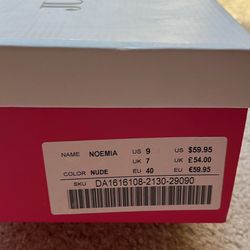 NAME NOEMIA US 9 US $59.95
UK 7 UK £54.00
COLOR NUDE EU 40 EU €59.95
SKU DA1616108-2130-29090